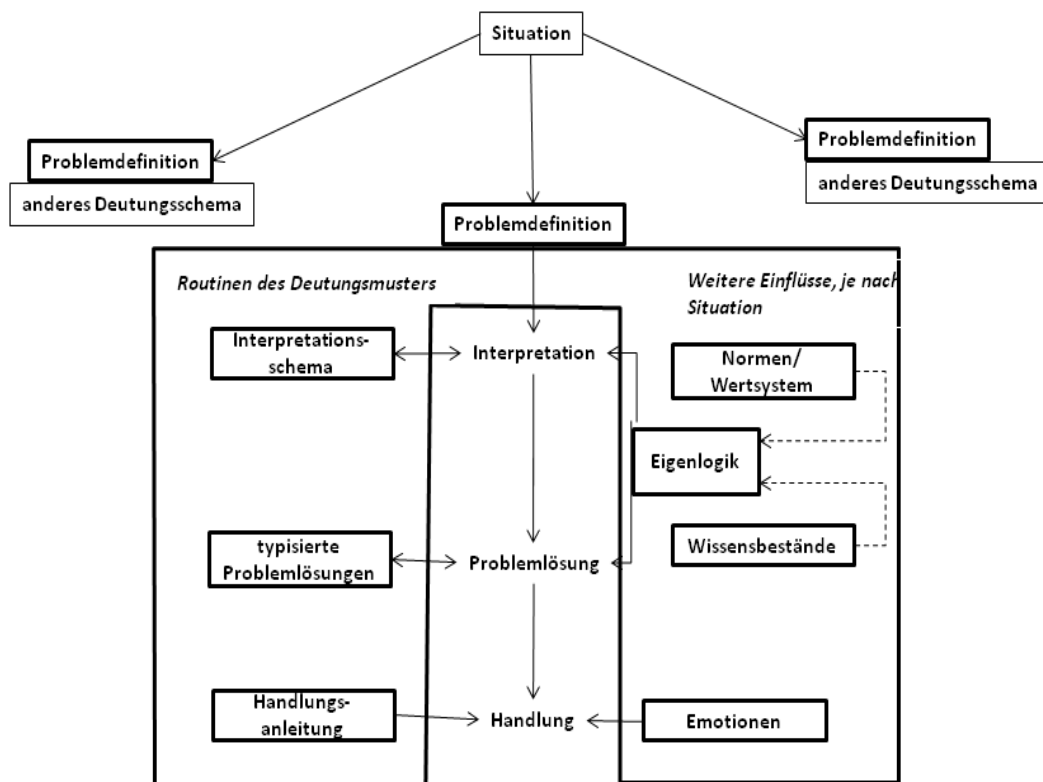 Situation
Problemdefinition
anderes Deutungsschema
Problemdefinition
anderes Deutungsschema
Problemdefinition
Routinen des Deutungsmusters
Weitere Einflüsse, je nach
Situation
Interpretations-
schema
Interpretation
Normen/
Wertsystem
Eigenlogik
typisierte
Problemlösungen
Problemlösung
Wissensbestände
Handlungs-
anleitung
Handlung
Emotionen